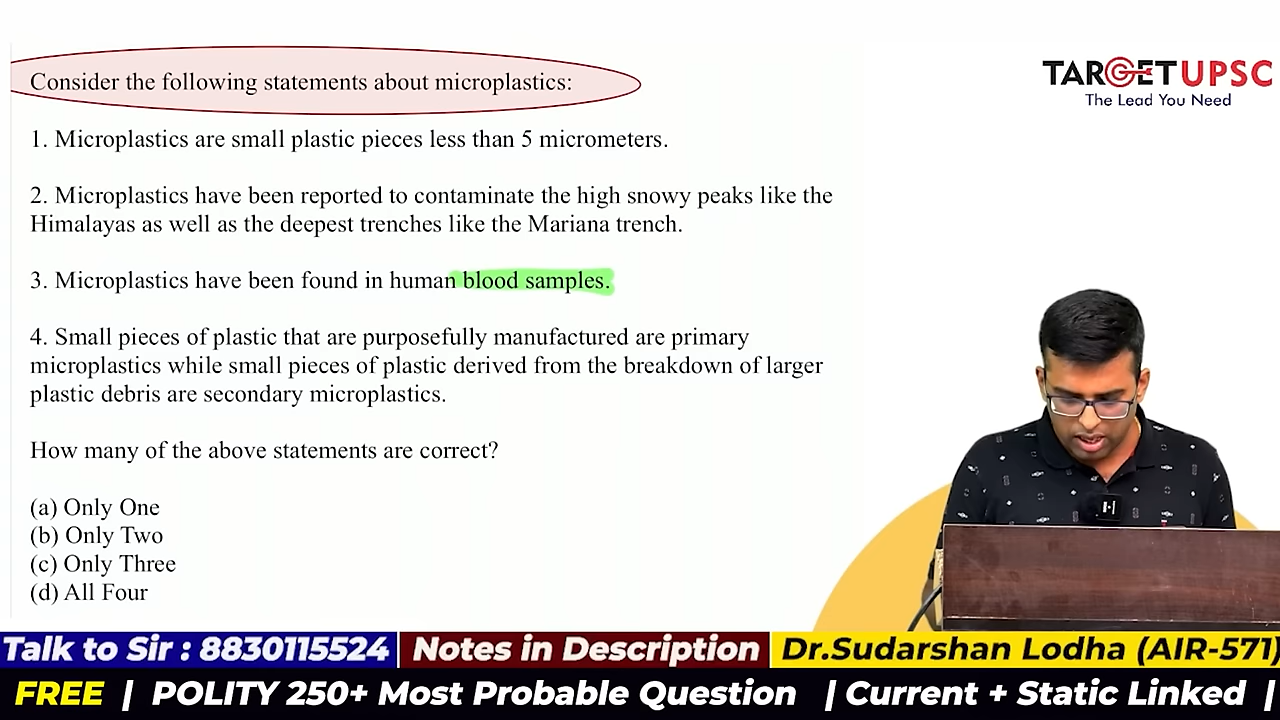 Consider the following statements about microplastics:
TARGETUPSC
The Lead You Need
1. Microplastics are small plastic pieces less than 5 micrometers.
2. Microplastics have been reported to contaminate the high snowy peaks like the
Himalayas as well as the deepest trenches like the Mariana trench.
3. Microplastics have been found in human blood samples.
4. Small pieces of plastic that are purposefully manufactured are primary
microplastics while small pieces of plastic derived from the breakdown of larger
plastic debris are secondary microplastics.
How many of the above statements are correct?
(a) Only One
(b) Only Two
(c) Only Three
(d) All Four
Talk to Sir : 8830115524 Notes in Description Dr.Sudarshan Lodha (AIR-571)
FREE | POLITY 250+ Most Probable Question | Current + Static Linked |